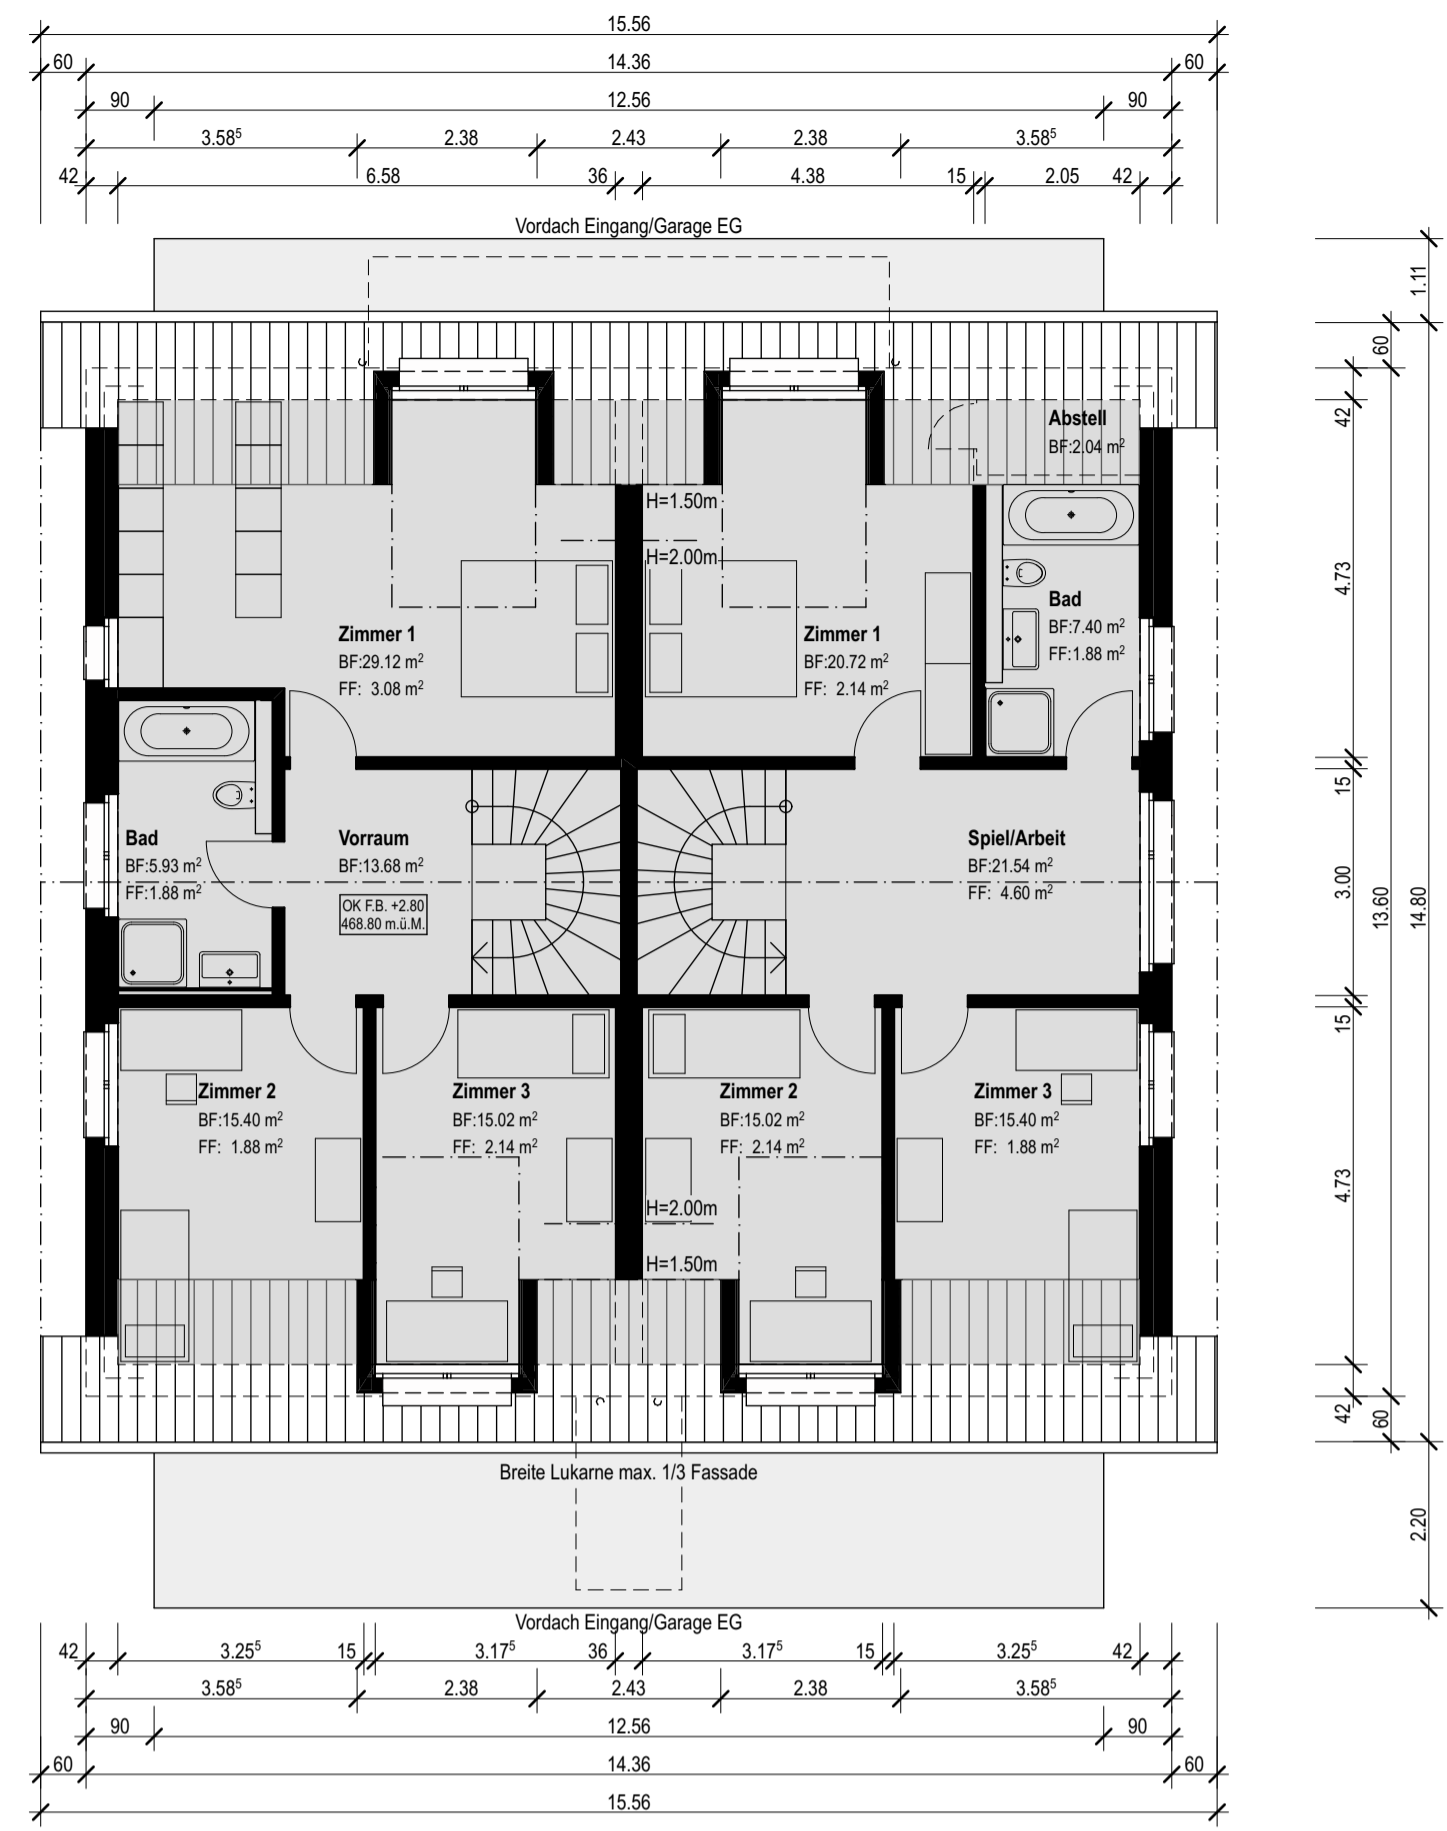 15.56
60 14.36 60
90 12.56 90
3.58⁵ 2.38 2.43 2.38 3.58⁵
42 6.58 36 4.38 15 2.05 42
Vordach Eingang/Garage EG
1.11
60
42
Abstell
BF:2.04 m²
H=1.50m
H=2.00m
4.73
Zimmer 1
BF:29.12 m²
FF: 3.08 m²
Zimmer 1
BF:20.72 m²
FF: 2.14 m²
Bad
BF:7.40 m²
FF:1.88 m²
15
Bad
BF:5.93 m²
FF:1.88 m²
Vorraum
BF:13.68 m²
OK F.B. +2.80
468.80 m.ü.M.
Spiel/Arbeit
BF:21.54 m²
FF: 4.60 m²
3.00
13.60
14.80
15
Zimmer 2
BF:15.40 m²
FF: 1.88 m²
Zimmer 3
BF:15.02 m²
FF: 2.14 m²
Zimmer 2
BF:15.02 m²
FF: 2.14 m²
Zimmer 3
BF:15.40 m²
FF: 1.88 m²
4.73
H=2.00m
H=1.50m
42
60
Breite Lukarne max. 1/3 Fassade
2.20
Vordach Eingang/Garage EG
42 3.25⁵ 15 3.17⁵ 36 3.17⁵ 15 3.25⁵ 42
3.58⁵ 2.38 2.43 2.38 3.58⁵
90 12.56 90
60 14.36 60
15.56